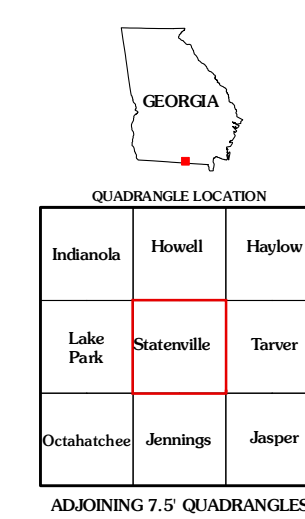 GEORGIA
QUADRANGLE LOCATION
Indianola Howell Haylow
Lake
Park
Statenville Tarver
Octahatchee Jennings Jasper
ADJOINING 7.5' QUADRANGLES